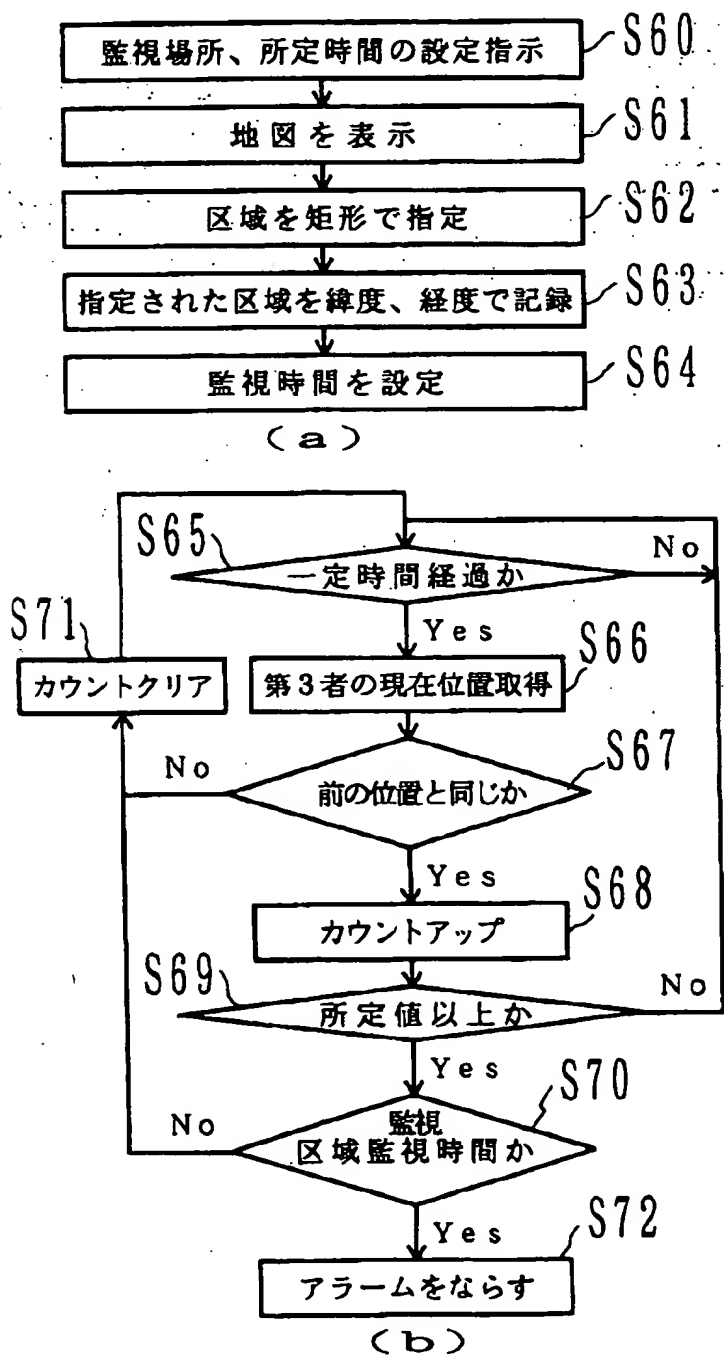 監視場所、所定時間の設定指示 S60
地図を表示 S61
区域を矩形で指定 S62
指定された区域を緯度、経度で記録 S63
監視時間を設定 S64
(a)
S65 一定時間経過か No
Yes
S71
カウントクリア
第3者の現在位置取得 S66
No 前の位置と同じか S67
Yes
カウントアップ S68
S69 所定値以上か No
Yes
S70
No 監視
区域監視時間か
Yes
S72
アラームをならす
(b)